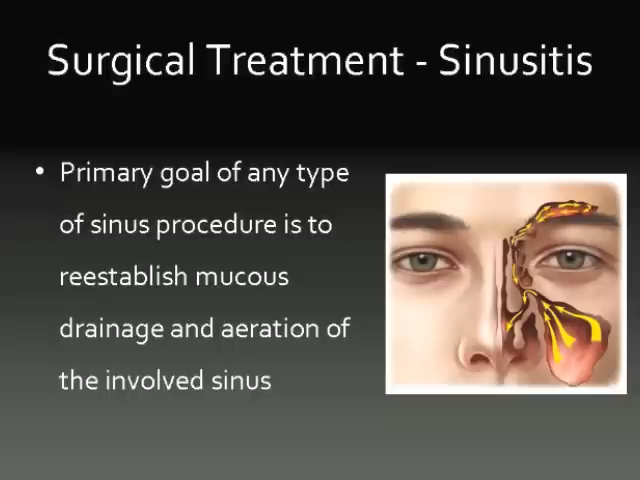 Surgical Treatment - Sinusitis
• Primary goal of any type
of sinus procedure is to
reestablish mucous
drainage and aeration of
the involved sinus